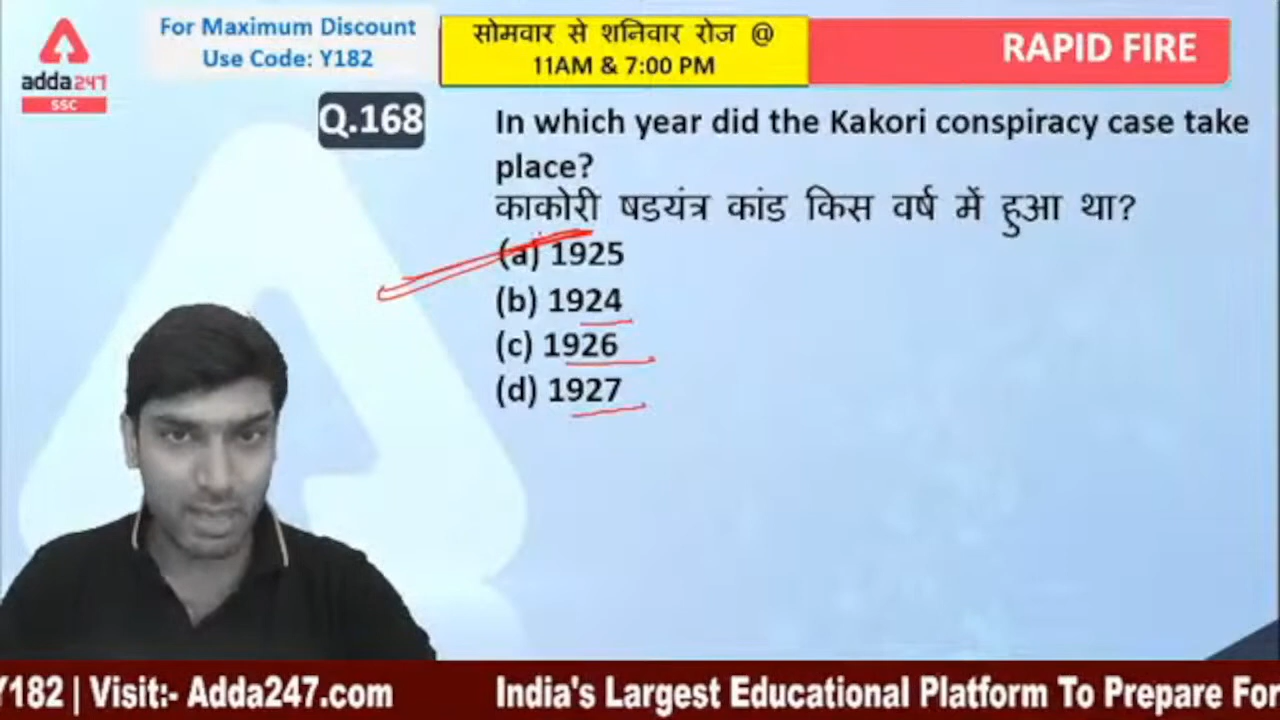 adda247
SSC
For Maximum Discount
Use Code: Y182
सोमवार से शनिवार रोज @
11AM & 7:00 PM
RAPID FIRE
Q.168
In which year did the Kakori conspiracy case take
place?
काकोरी षडयंत्र कांड किस वर्ष में हुआ था?
(a) 1925
(b) 1924
(c) 1926
(d) 1927
Y182 | Visit:- Adda247.com
India's Largest Educational Platform To Prepare For